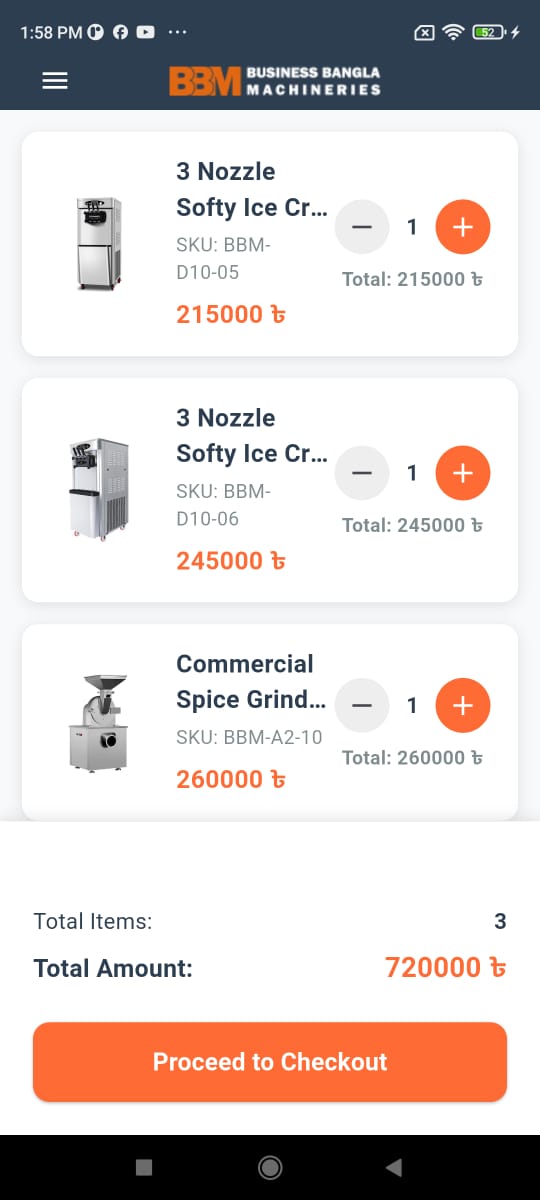 1:58 PM
52
BBM BUSINESS BANGLA
MACHINERIES
3 Nozzle
Softy Ice Cr...
SKU: BBM-
D10-05
215000 ৳
1
Total: 215000 ৳
3 Nozzle
Softy Ice Cr...
SKU: BBM-
D10-06
245000 ৳
1
Total: 245000 ৳
Commercial
Spice Grind...
SKU: BBM-A2-10
260000 ৳
1
Total: 260000 ৳
Total Items: 3
Total Amount: 720000 ৳
Proceed to Checkout